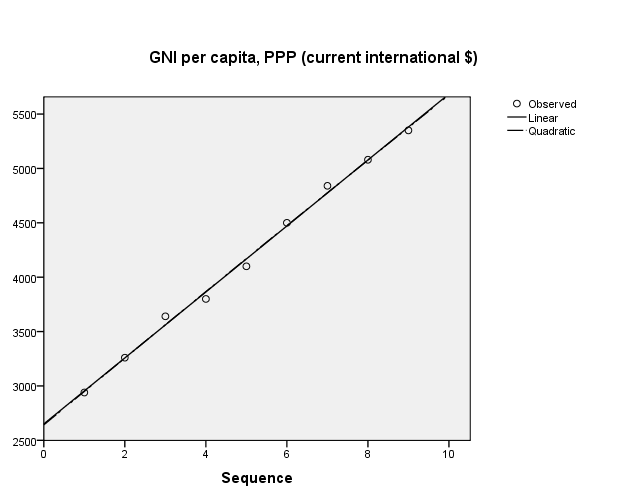 GNI per capita, PPP (current international $)
Observed
Linear
Quadratic
5500
5000
4500
4000
3500
3000
2500
0 2 4 6 8 10
Sequence